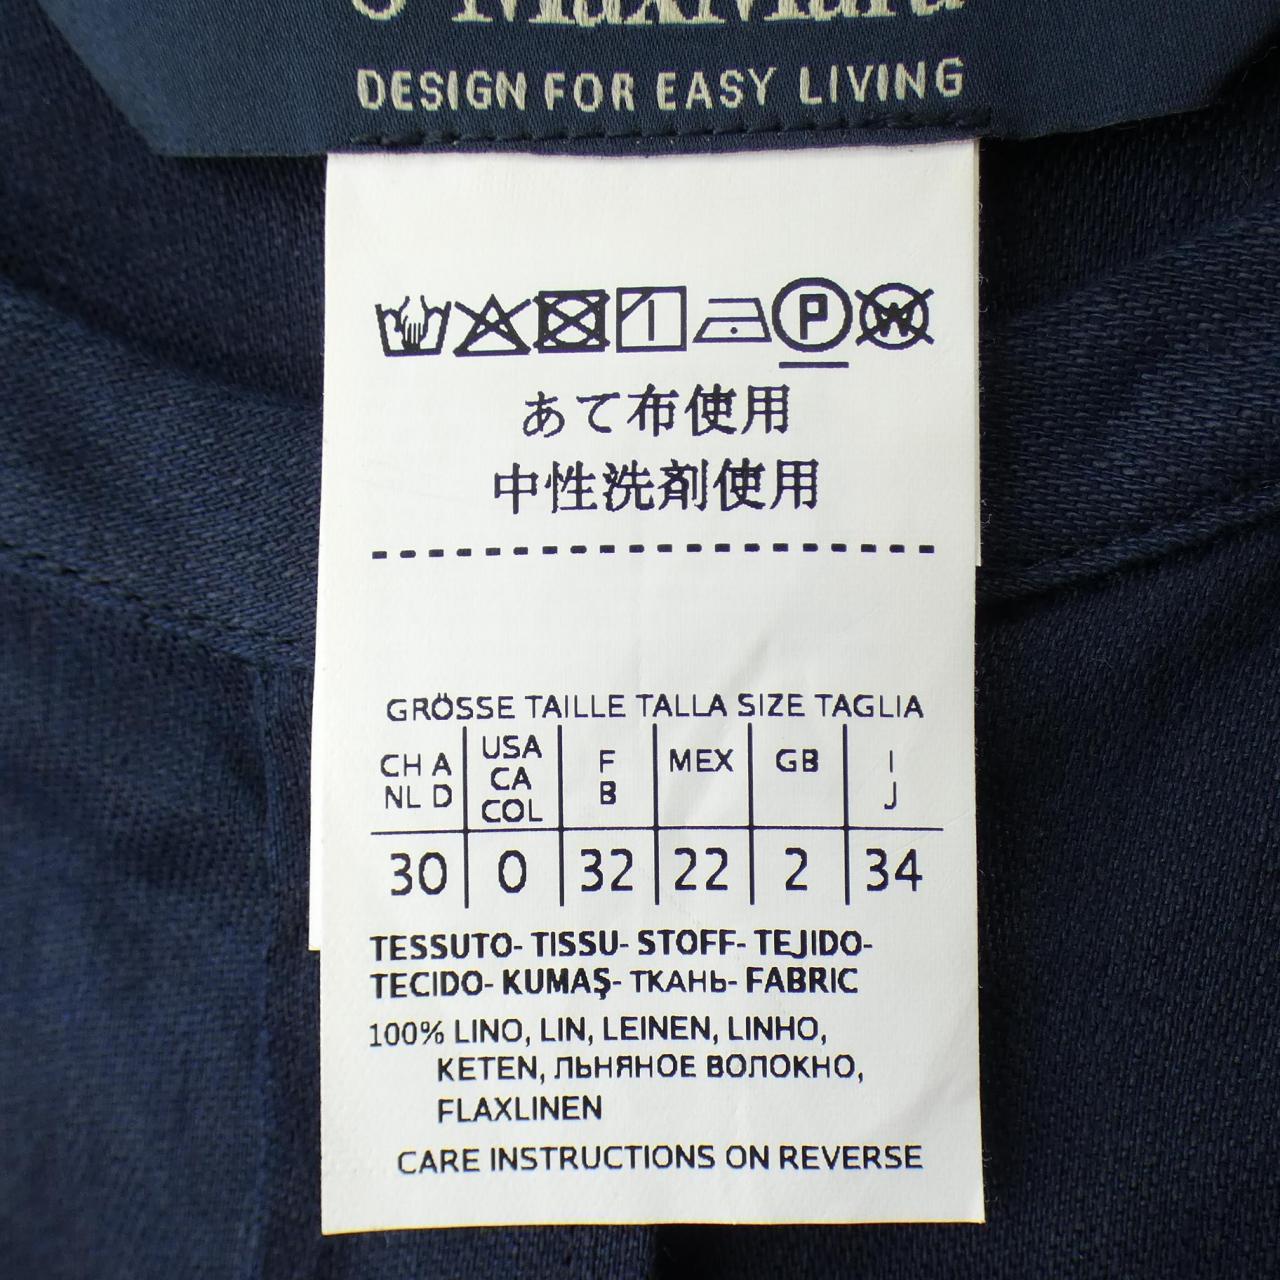 MaxMara
DESIGN FOR EASY LIVING
P W
あて布使用
中性洗剤使用
GRÖSSE TAILLE TALLA SIZE TAGLIA
CH A NL D USA CA COL F B MEX GB I J
30 0 32 22 2 34
TESSUTO- TISSU- STOFF- TEJIDO-
TECIDO- KUMAŞ- ТКАНЬ- FABRIC
100% LINO, LIN, LEINEN, LINHO,
KETEN, ЛЬНЯНОЕ ВОЛОКНО,
FLAXLINEN
CARE INSTRUCTIONS ON REVERSE